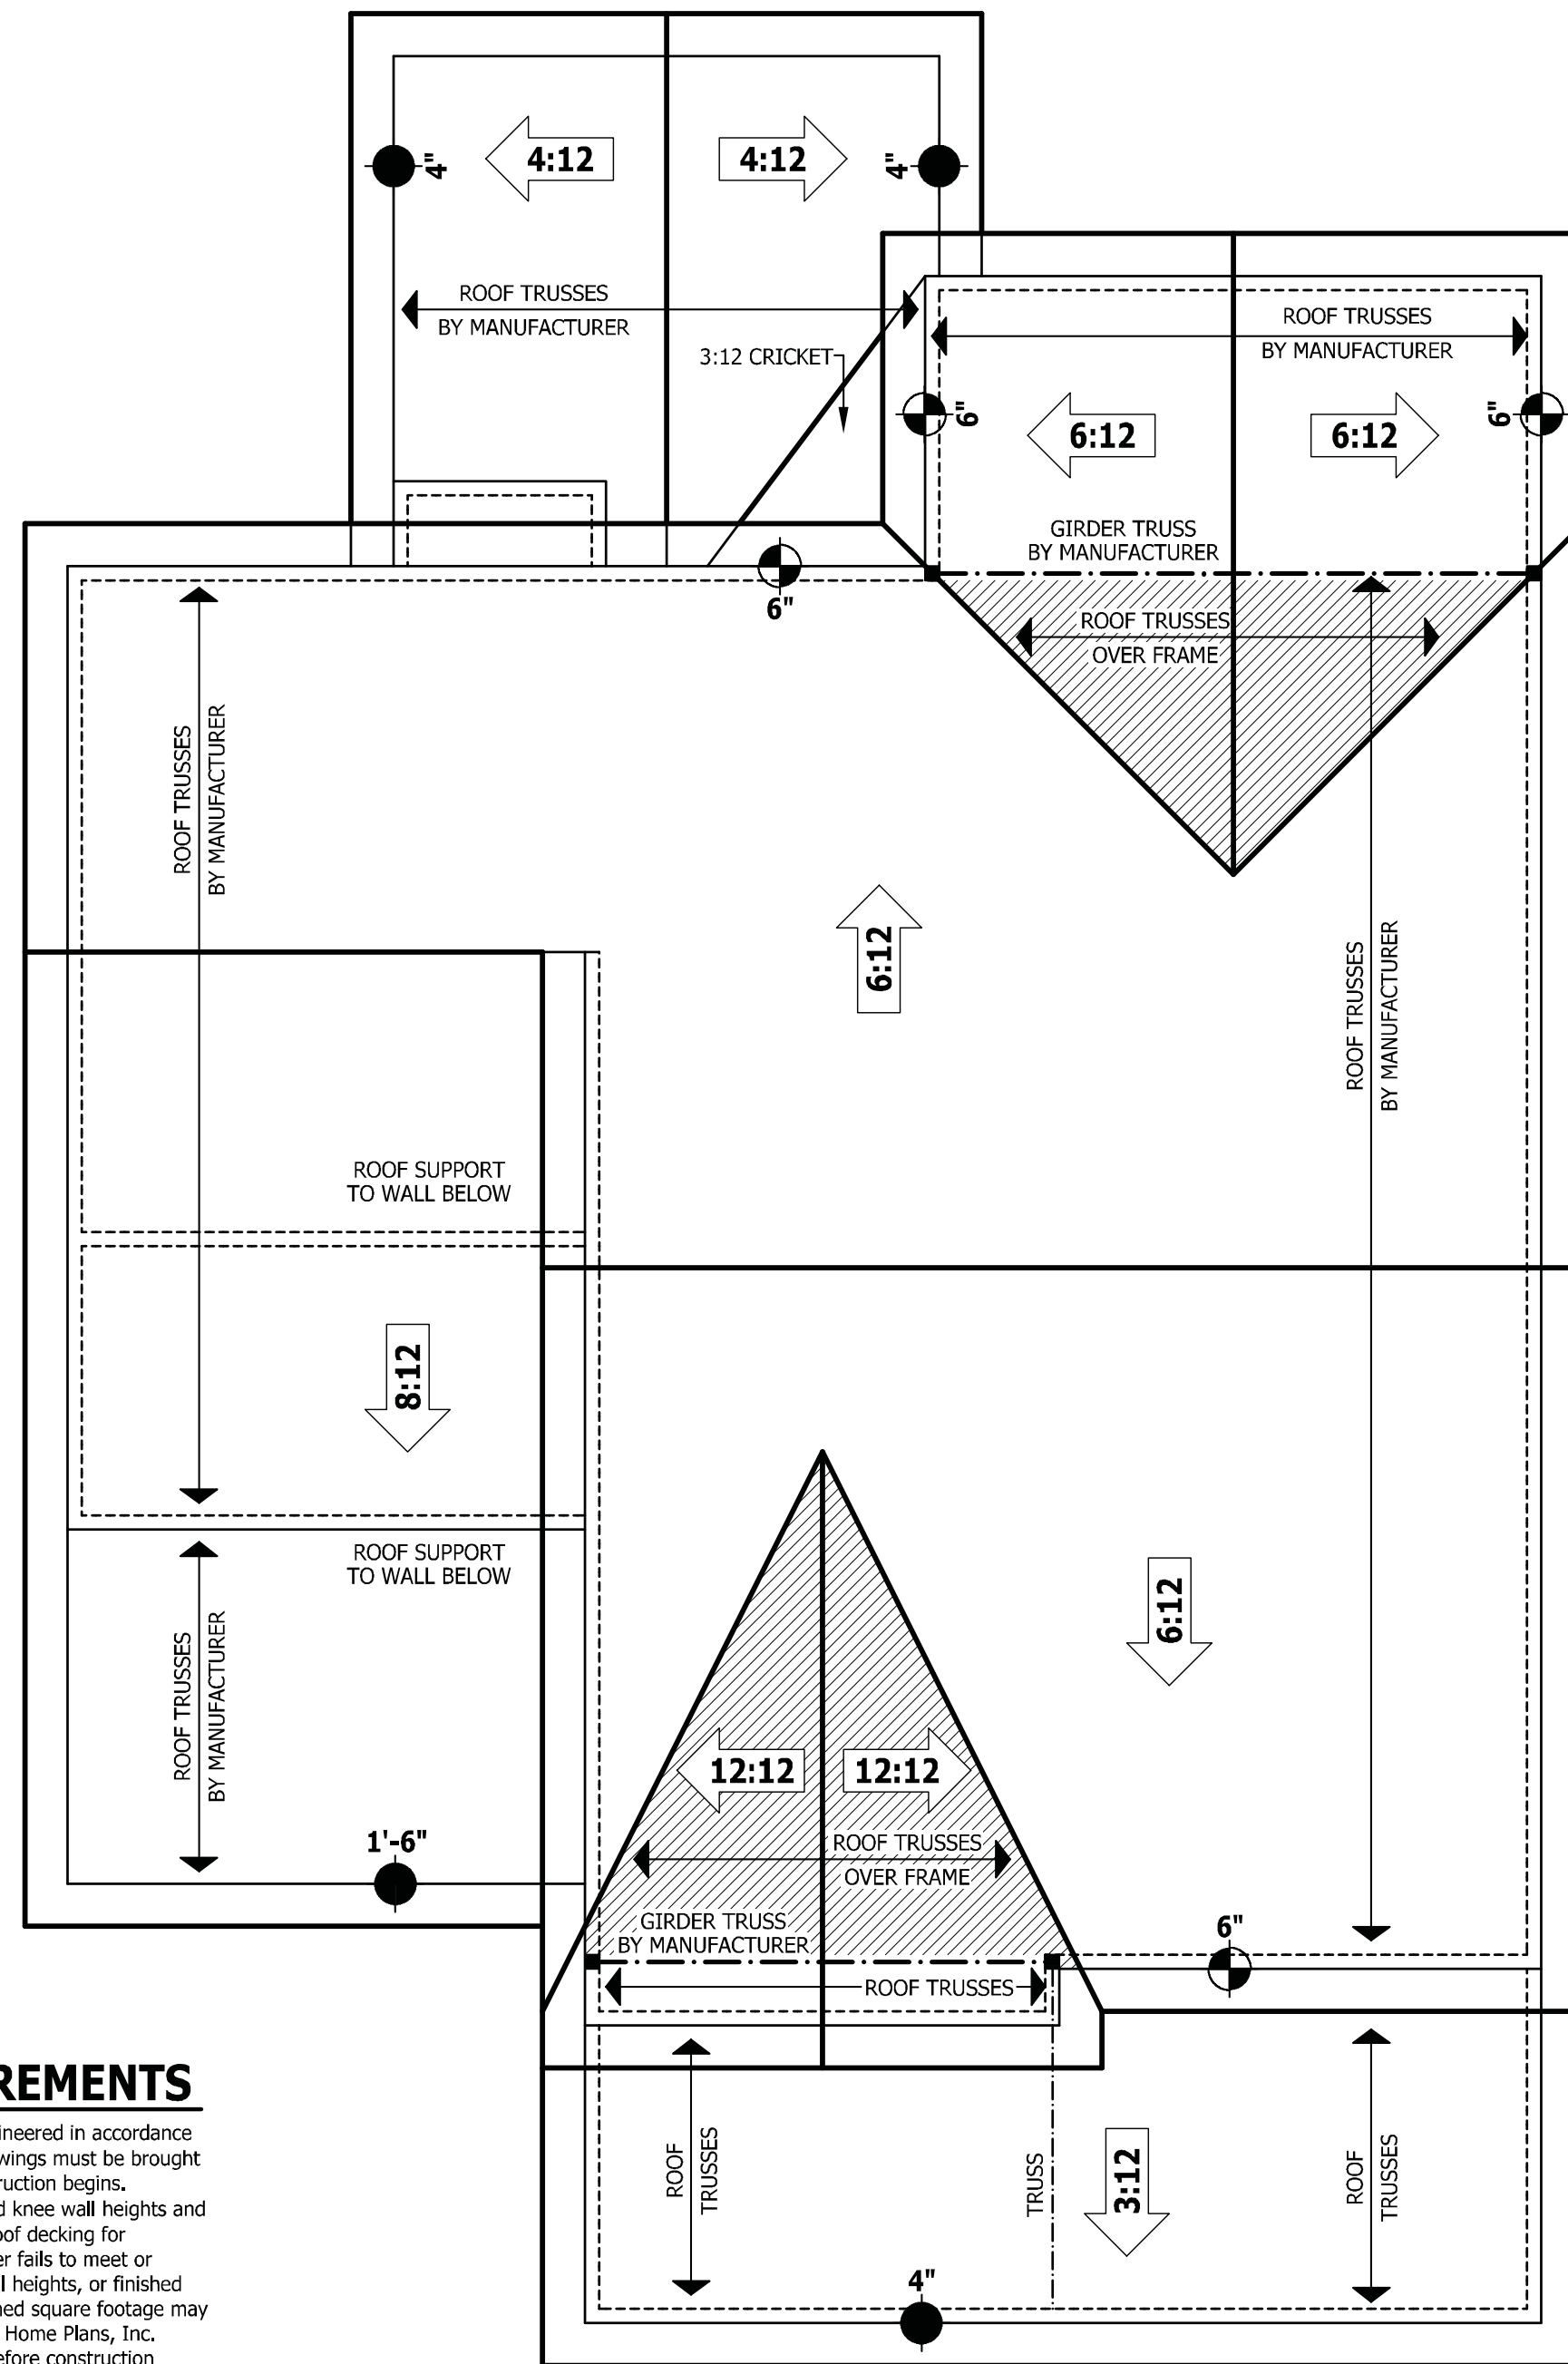 4:12
4:12
4"
4"
ROOF TRUSSES
BY MANUFACTURER
ROOF TRUSSES
BY MANUFACTURER
3:12 CRICKET
6"
6:12
6:12
6"
GIRDER TRUSS
BY MANUFACTURER
6"
ROOF TRUSSES
OVER FRAME
ROOF TRUSSES
BY MANUFACTURER
6:12
ROOF TRUSSES
BY MANUFACTURER
ROOF SUPPORT
TO WALL BELOW
8:12
ROOF SUPPORT
TO WALL BELOW
6:12
ROOF TRUSSES
BY MANUFACTURER
12:12
12:12
1'-6"
ROOF TRUSSES
OVER FRAME
GIRDER TRUSS
BY MANUFACTURER
6"
ROOF TRUSSES
ROOF
TRUSSES
TRUSS
3:12
ROOF
TRUSSES
4"
REMENTS
ineered in accordance
wings must be brought
ruction begins.
d knee wall heights and
oof decking for
er fails to meet or
ll heights, or finished
ned square footage may
Home Plans, Inc.
efore construction